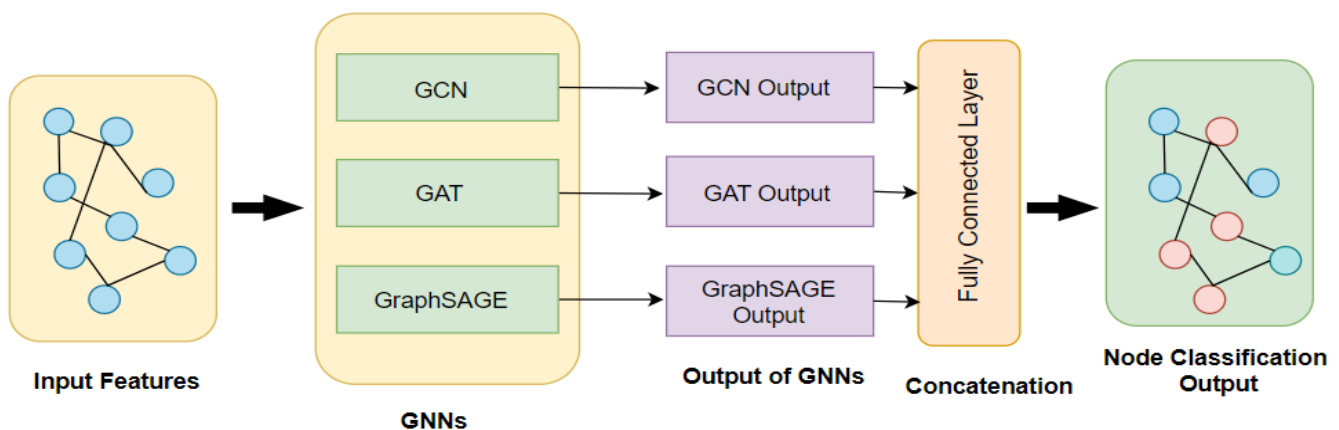 GCN
GAT
GraphSAGE
GCN Output
GAT Output
GraphSAGE
Output
Fully Connected Layer
Input Features
GNNs
Output of GNNs
Concatenation
Node Classification
Output